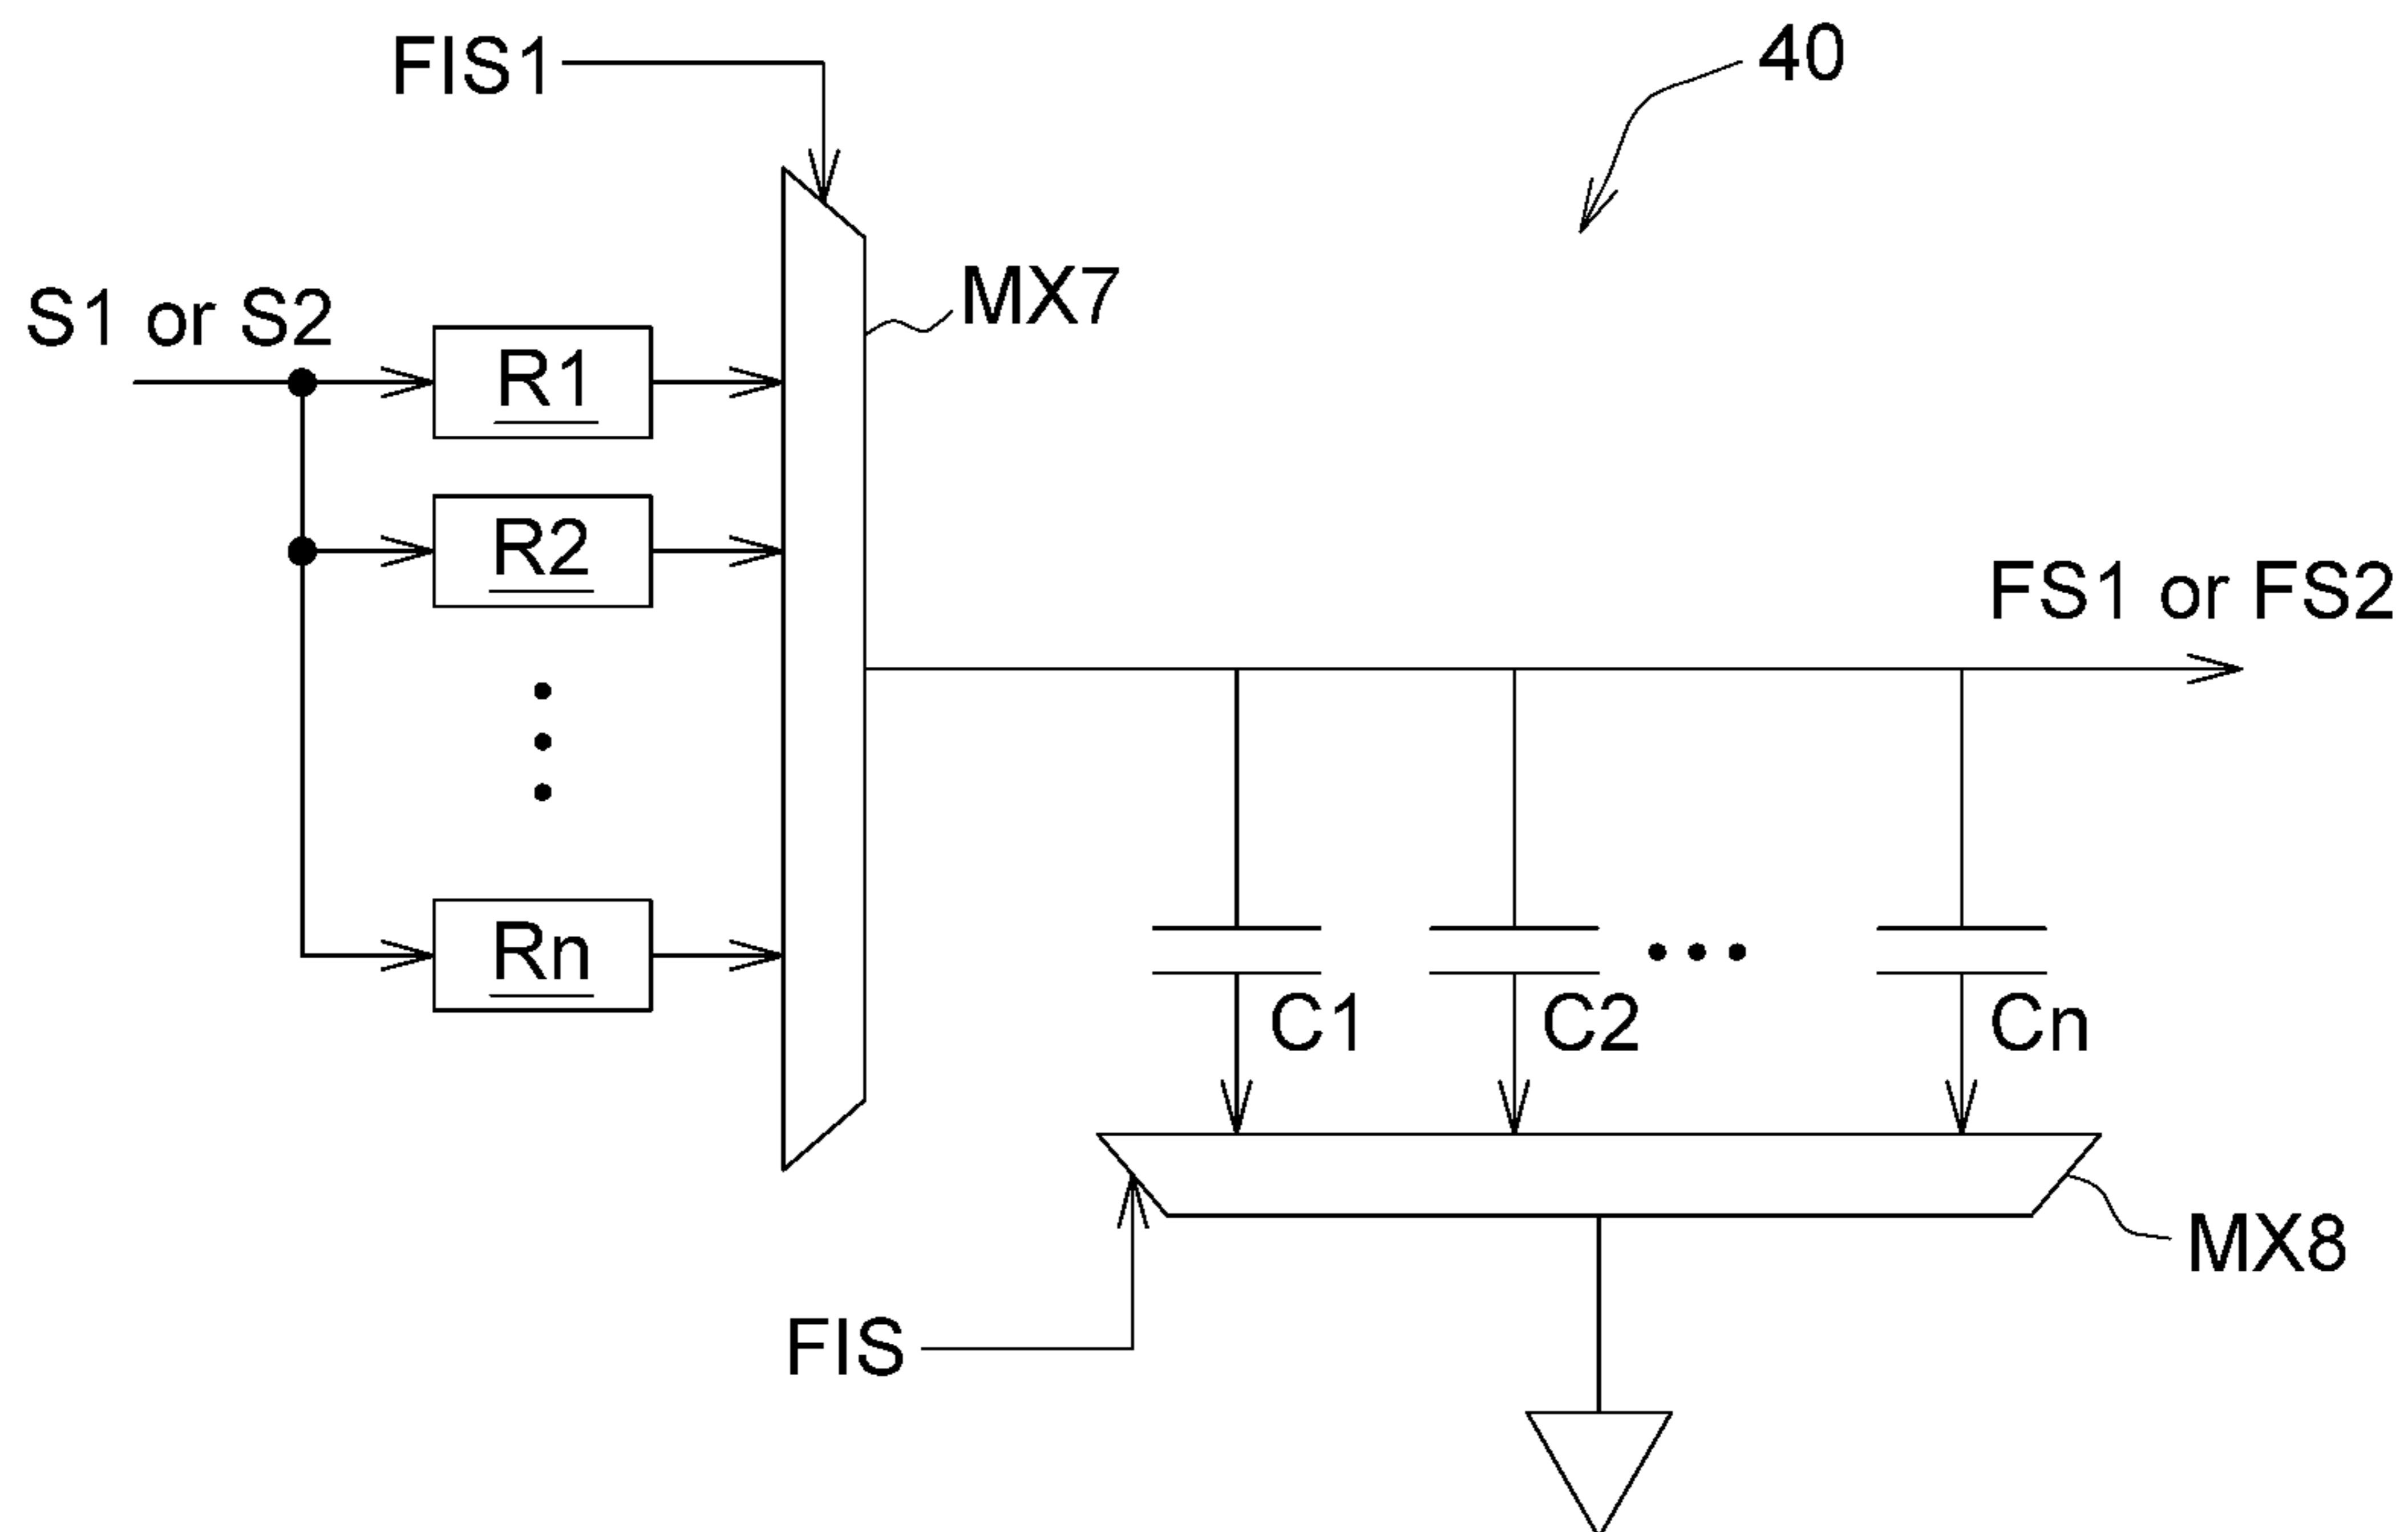 FIS1
40
S1 or S2
MX7
R1
R2
FS1 or FS2
Rn
C1
C2
Cn
MX8
FIS